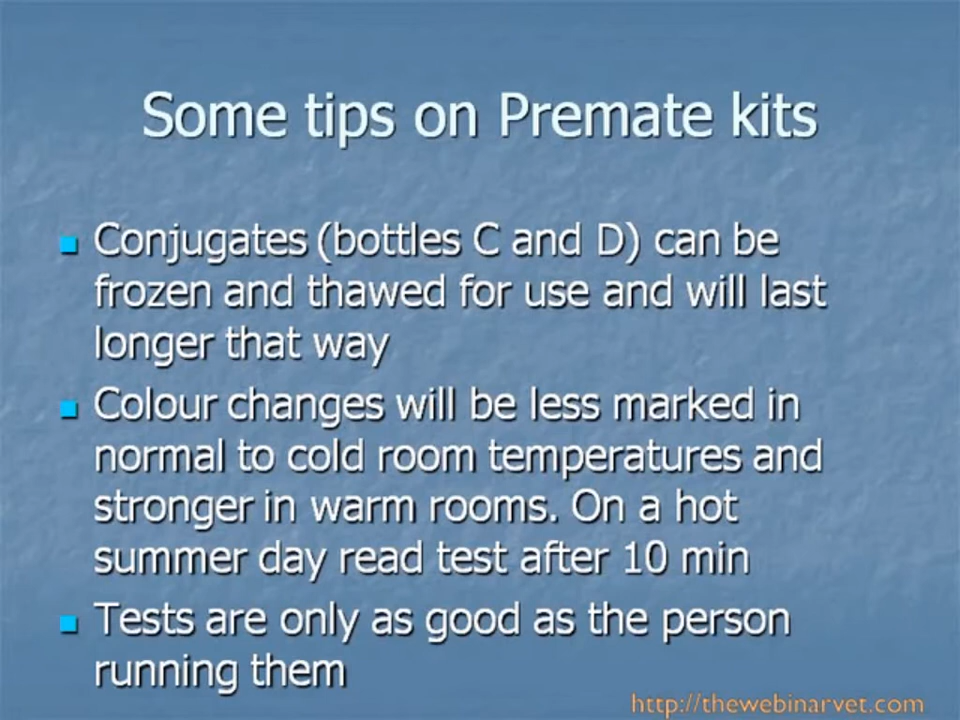 Some tips on Premate kits
Conjugates (bottles C and D) can be
frozen and thawed for use and will last
longer that way
Colour changes will be less marked in
normal to cold room temperatures and
stronger in warm rooms. On a hot
summer day read test after 10 min
Tests are only as good as the person
running them
http://thewebinarvet.com